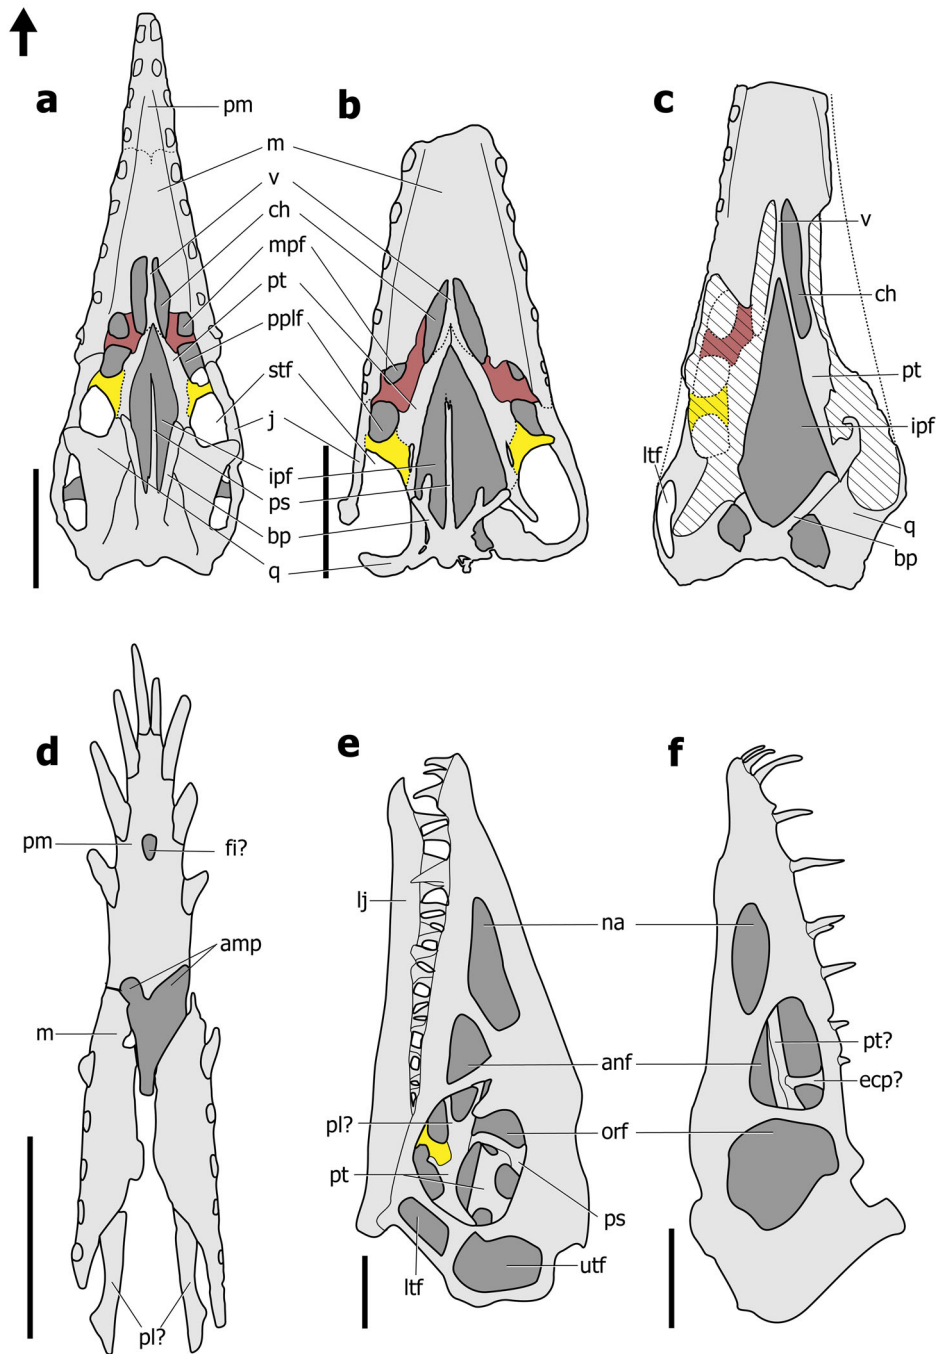 a
pm
b
c
m
v
ch
mpf
pt
pplf
stf
j
ipf
ps
bp
q
v
ch
pt
ipf
ltf
q
bp
d
pm
fi?
amp
m
pl?
e
lj
na
anf
pl?
orf
pt
ps
ltf
utf
f
pt?
ecp?